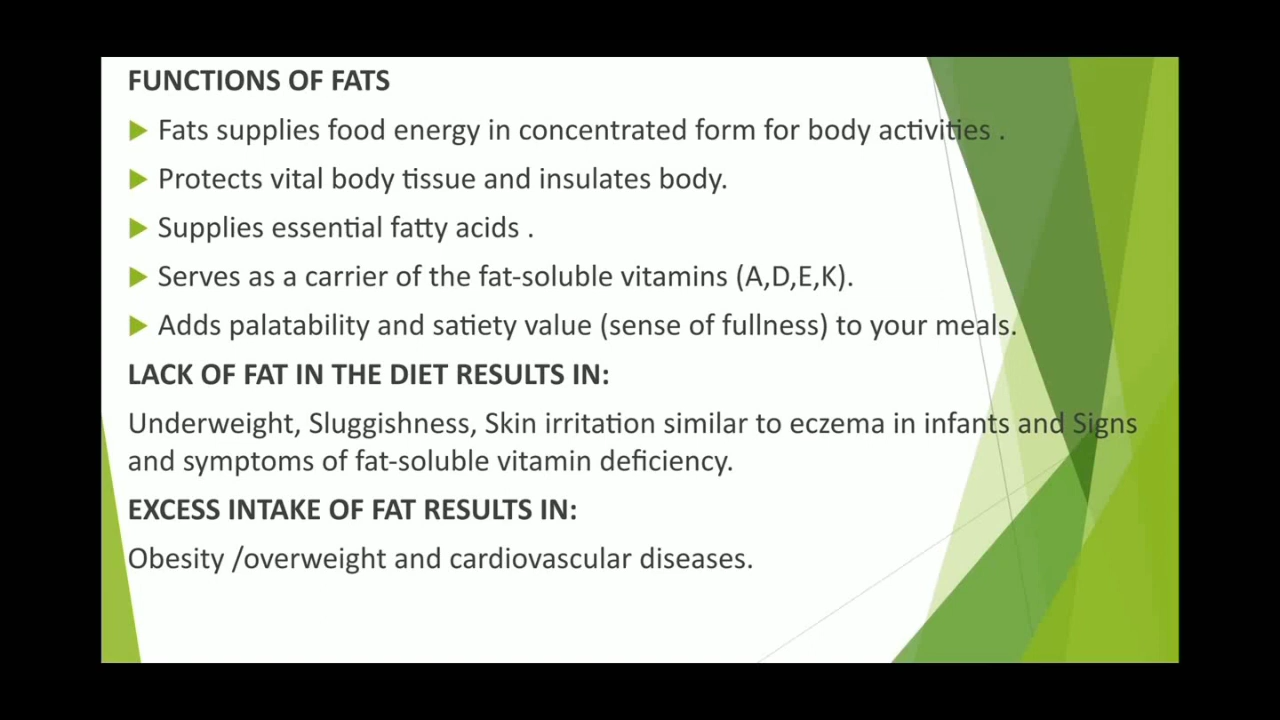 FUNCTIONS OF FATS
Fats supplies food energy in concentrated form for body activities .
Protects vital body tissue and insulates body.
Supplies essential fatty acids .
Serves as a carrier of the fat-soluble vitamins (A,D,E,K).
Adds palatability and satiety value (sense of fullness) to your meals.
LACK OF FAT IN THE DIET RESULTS IN:
Underweight, Sluggishness, Skin irritation similar to eczema in infants and Signs
and symptoms of fat-soluble vitamin deficiency.
EXCESS INTAKE OF FAT RESULTS IN:
Obesity /overweight and cardiovascular diseases.